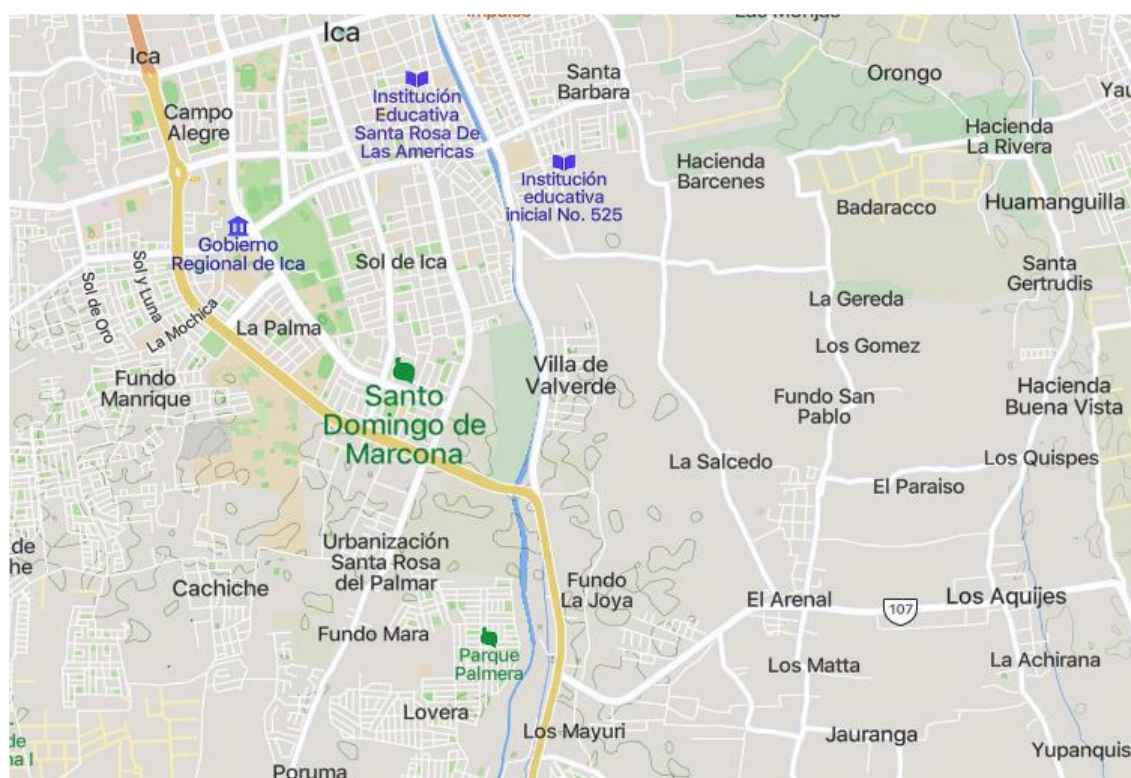 Ica
Ica
Campo
Alegre
Institución
Educativa
Santa Rosa De
Las Americas
Santa
Barbara
Orongo
Hacienda
La Rivera
Hacienda
Barcenes
Institución
educativa
inicial No. 525
Badaracco
Huamanguilla
Gobierno
Regional de Ica
Sol de Ica
Sol y Luna
Sol de Oro
La Mochica
La Palma
Santa
Gertrudis
La Gereda
Los Gomez
Villa de
Valverde
Fundo
Manrique
Santo
Domingo de
Marcona
Fundo San
Pablo
Hacienda
Buena Vista
La Salcedo
Los Quispes
El Paraiso
Urbanización
Santa Rosa
del Palmar
de
he
Cachiche
Fundo
La Joya
El Arenal
107
Los Aquijes
Fundo Mara
Parque
Palmera
Los Matta
La Achirana
Lovera
Los Mayuri
Jauranga
Yupanquis
de
na I
Poruma